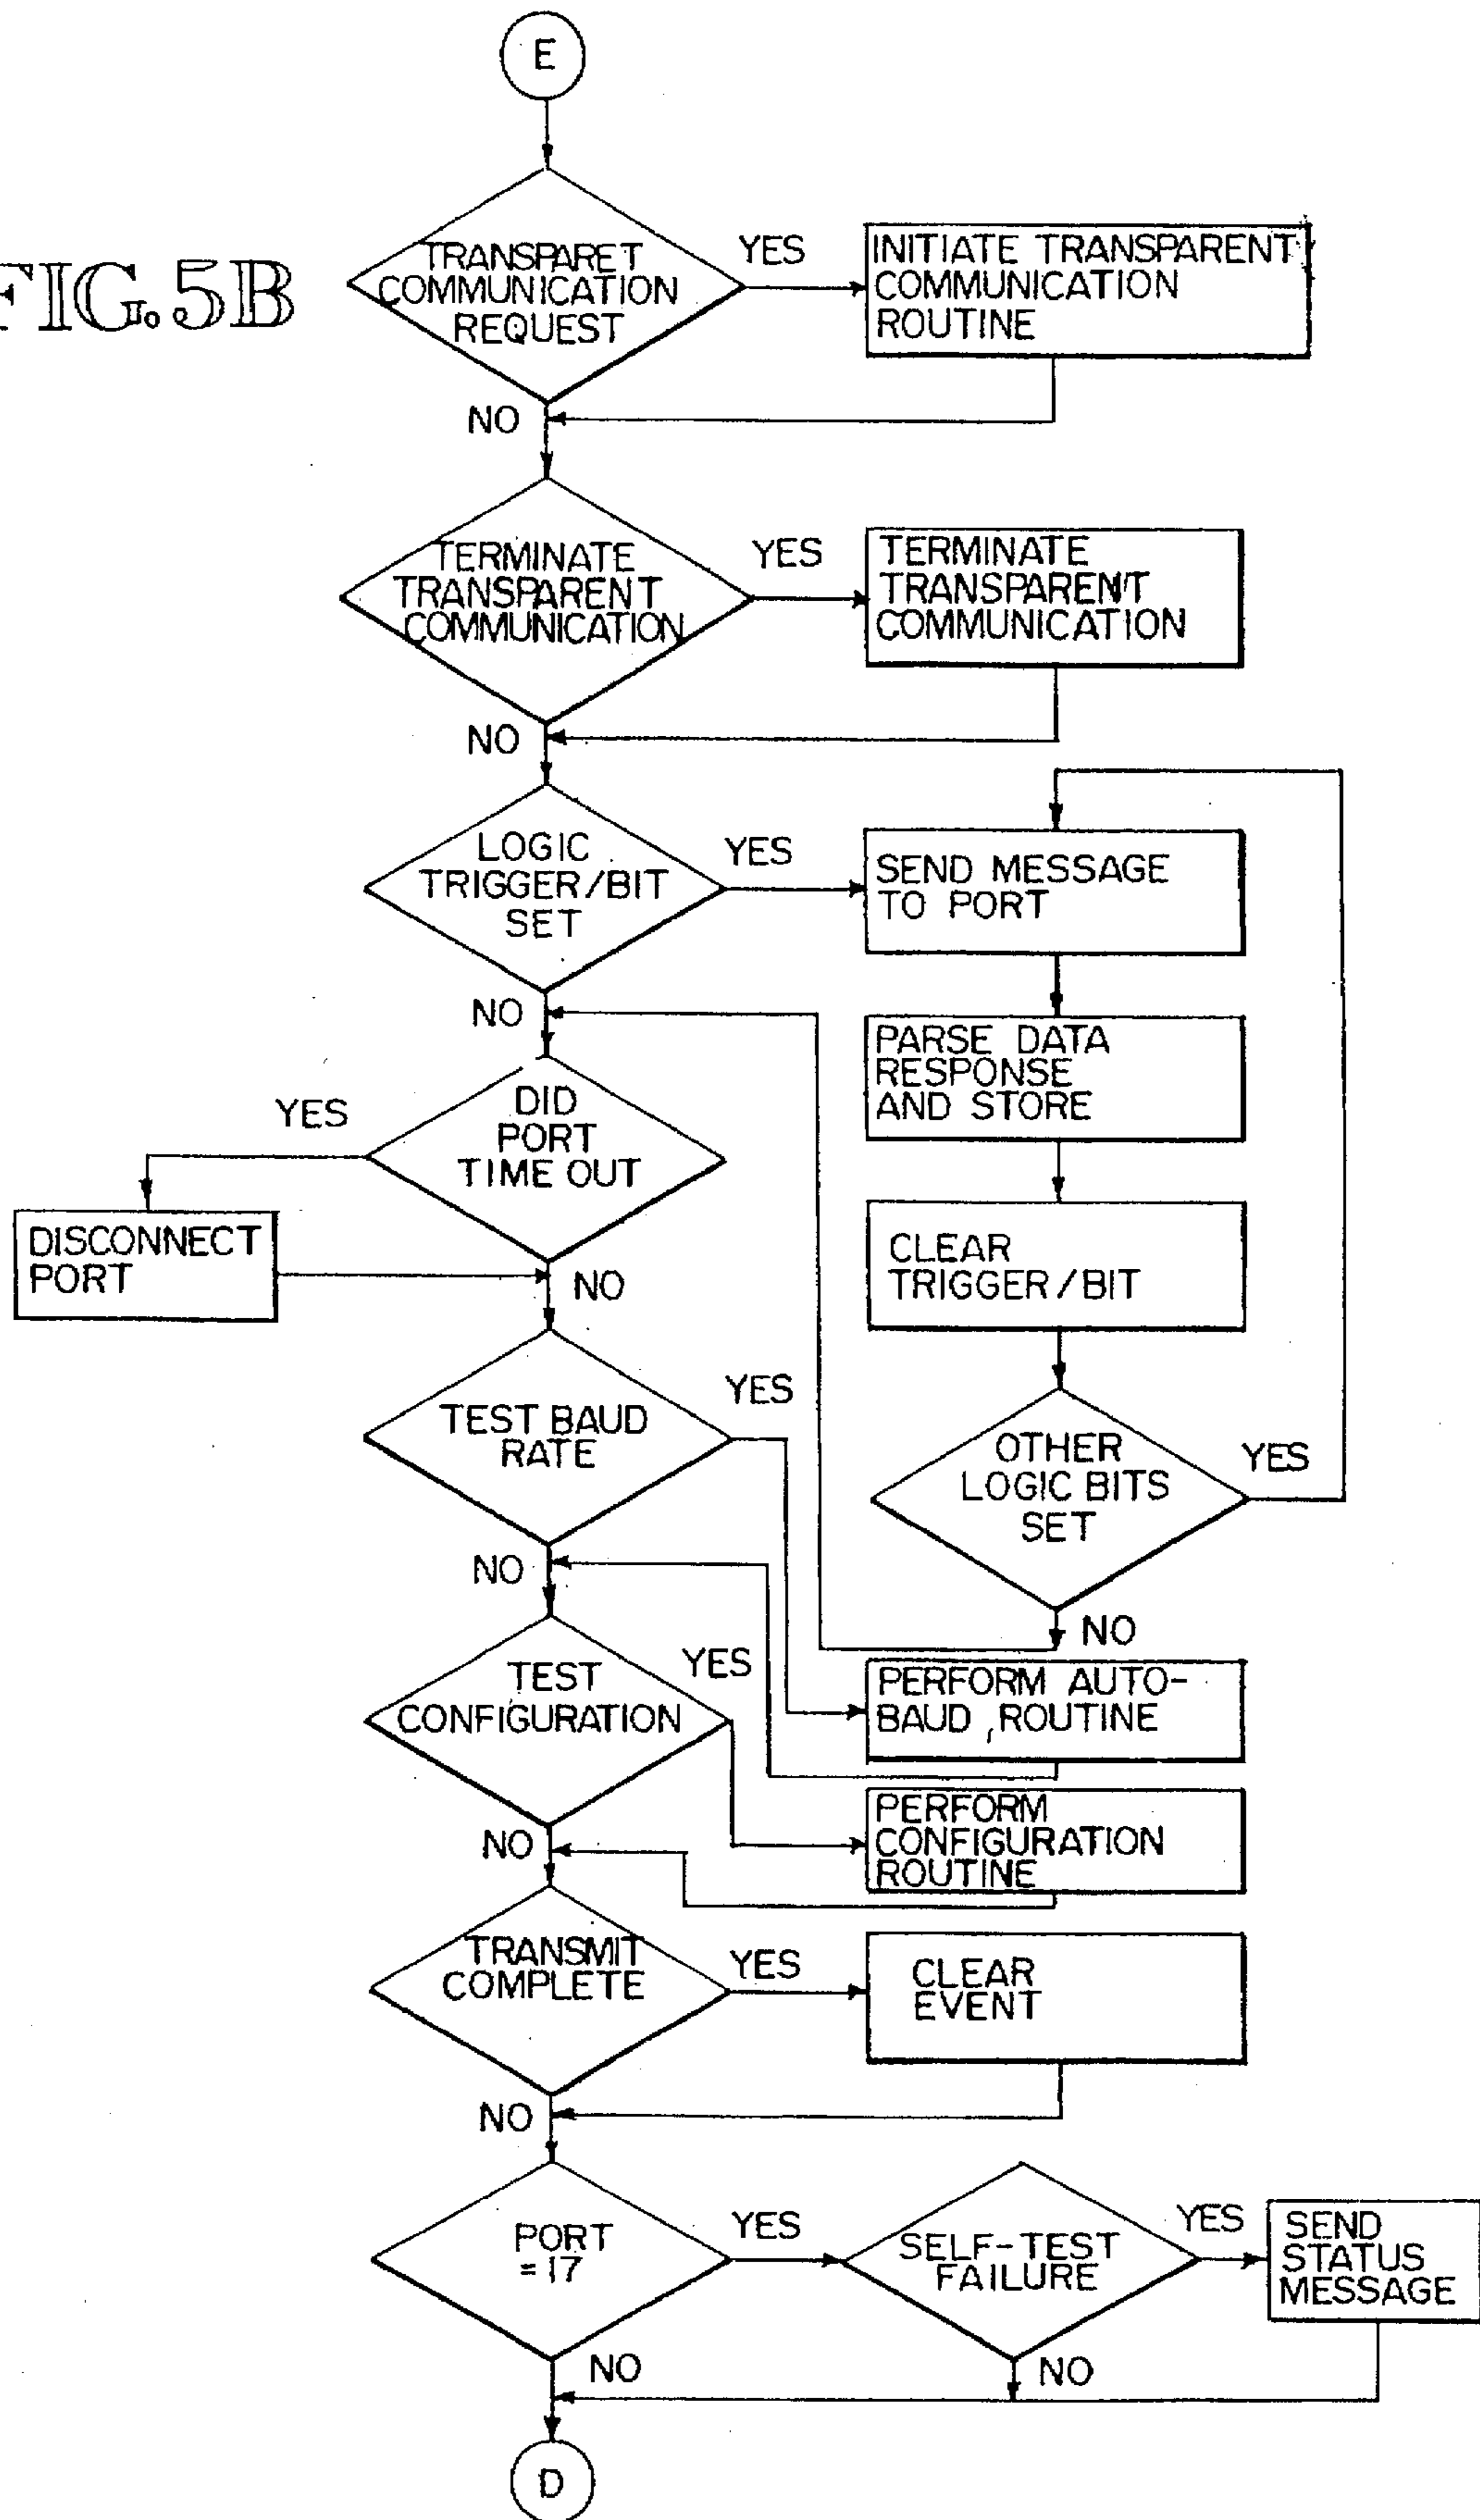 E
FIG. 5B
TRANSPARET
COMMUNICATION
REQUEST
YES
INITIATE TRANSPARENT
COMMUNICATION
ROUTINE
NO
TERMINATE
TRANSPARENT
COMMUNICATION
YES
TERMINATE
TRANSPARENT
COMMUNICATION
NO
LOGIC
TRIGGER/BIT
SET
YES
SEND MESSAGE
TO PORT
NO
PARSE DATA
RESPONSE
AND STORE
DID
PORT
TIME OUT
YES
DISCONNECT
PORT
NO
CLEAR
TRIGGER/BIT
TEST BAUD
RATE
YES
OTHER
LOGIC BITS
SET
YES
NO
NO
TEST
CONFIGURATION
YES
PERFORM AUTO-
BAUD ROUTINE
PERFORM
CONFIGURATION
ROUTINE
NO
TRANSMIT
COMPLETE
YES
CLEAR
EVENT
NO
PORT
=17
YES
SELF-TEST
FAILURE
YES
SEND
STATUS
MESSAGE
NO
NO
D